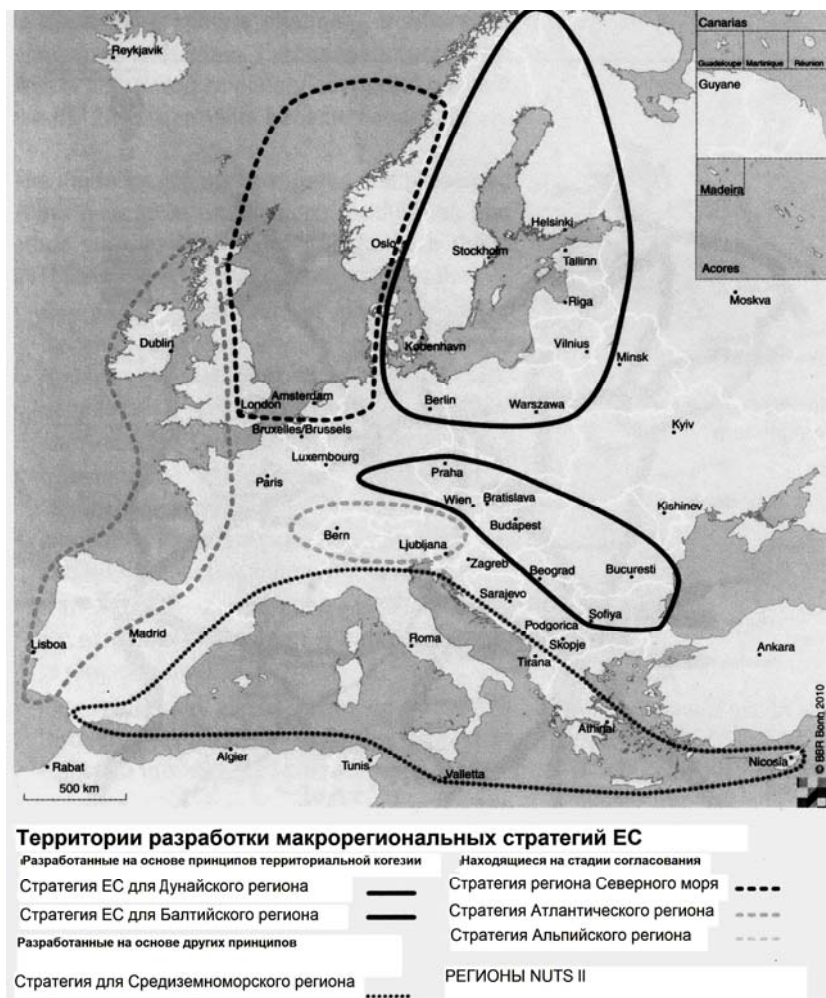 Reykjavik
Canarias
Guadeloupe Martinique Réunion
Guyane
Madeira
Acores
Moskva
Helsinki
Oslo
Stockholm
Tallinn
Riga
Dublin
København
Vilnius
Minsk
Amsterdam
London
Berlin
Warszawa
Bruxelles/Brussels
Kyiv
Luxembourg
Praha
Paris
Wien
Bratislava
Budapest
Kishinev
Bern
Ljubljana
Zagreb
Beograd
Bucuresti
Sarajevo
Sofiya
Podgorica
Skopje
Lisboa
Madrid
Roma
Tirana
Ankara
Athinai
Nicosia
Rabat
Algier
Tunis
Valletta
500 km
© BBR Bonn 2010
Территории разработки макрорегиональных стратегий ЕС
Разработанные на основе принципов территориальной когезии
Стратегия ЕС для Дунайского региона
Стратегия ЕС для Балтийского региона
Разработанные на основе других принципов
Стратегия для Средиземноморского региона
Находящиеся на стадии согласования
Стратегия региона Северного моря
Стратегия Атлантического региона
Стратегия Альпийского региона
РЕГИОНЫ NUTS II